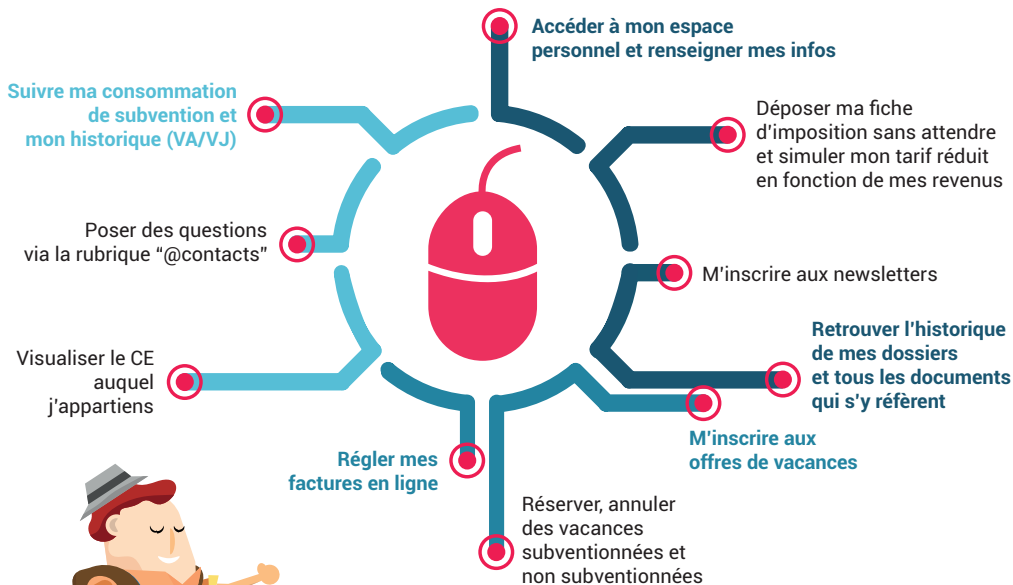 Accéder à mon espace
personnel et renseigner mes infos
Déposer ma fiche
d'imposition sans attendre
et simuler mon tarif réduit
en fonction de mes revenus
M'inscrire aux newsletters
Retrouver l'historique
de mes dossiers
et tous les documents
qui s'y réfèrent
M'inscrire aux
offres de vacances
Réserver, annuler
des vacances
subventionnées et
non subventionnées
Régler mes
factures en ligne
Visualiser le CE
auquel
j'appartiens
Poser des questions
via la rubrique “@contacts”
Suivre ma consommation
de subvention et
mon historique (VA/VJ)